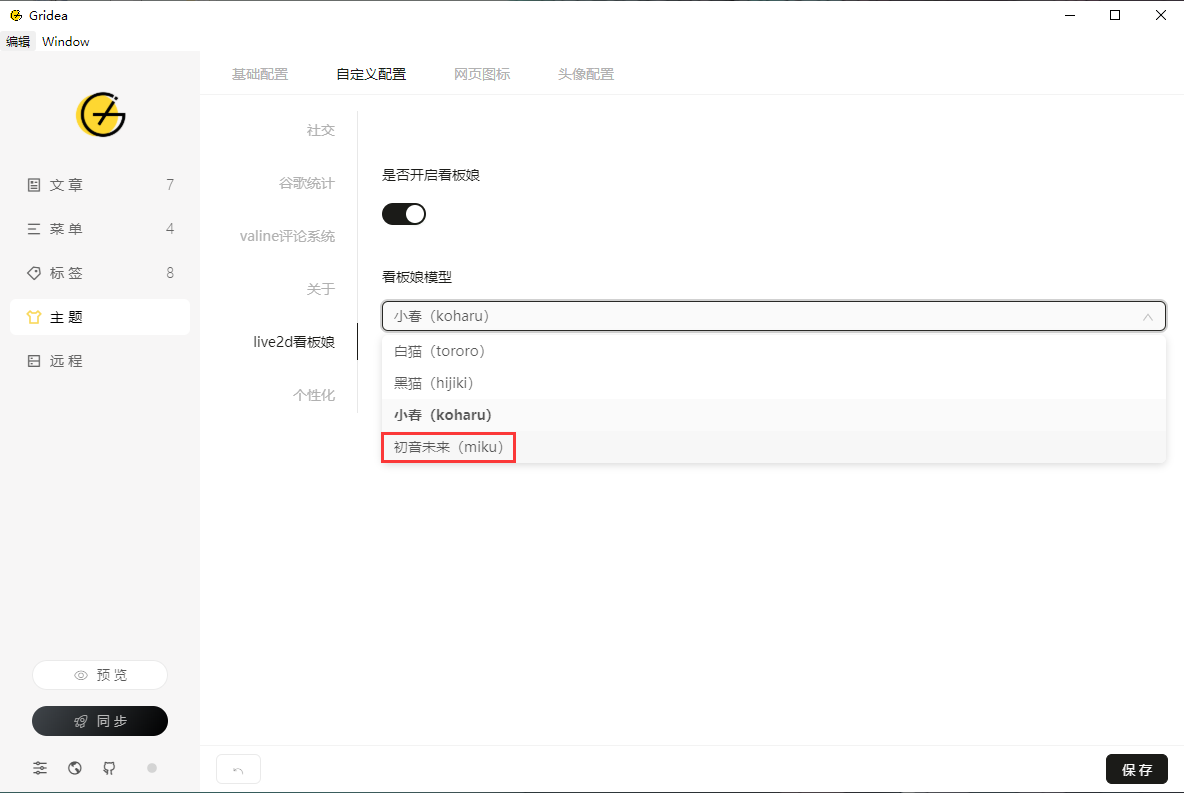 Gridea
编辑 Window
基础配置 自定义配置 网页图标 头像配置
文章 7
菜单 4
标签 8
主题
远程
预览
同步
社交
谷歌统计
valine评论系统
关于
live2d看板娘
个性化
是否开启看板娘
看板娘模型
小春（koharu）
白猫（tororo）
黑猫（hijiki）
小春（koharu）
初音未来（miku）
保存